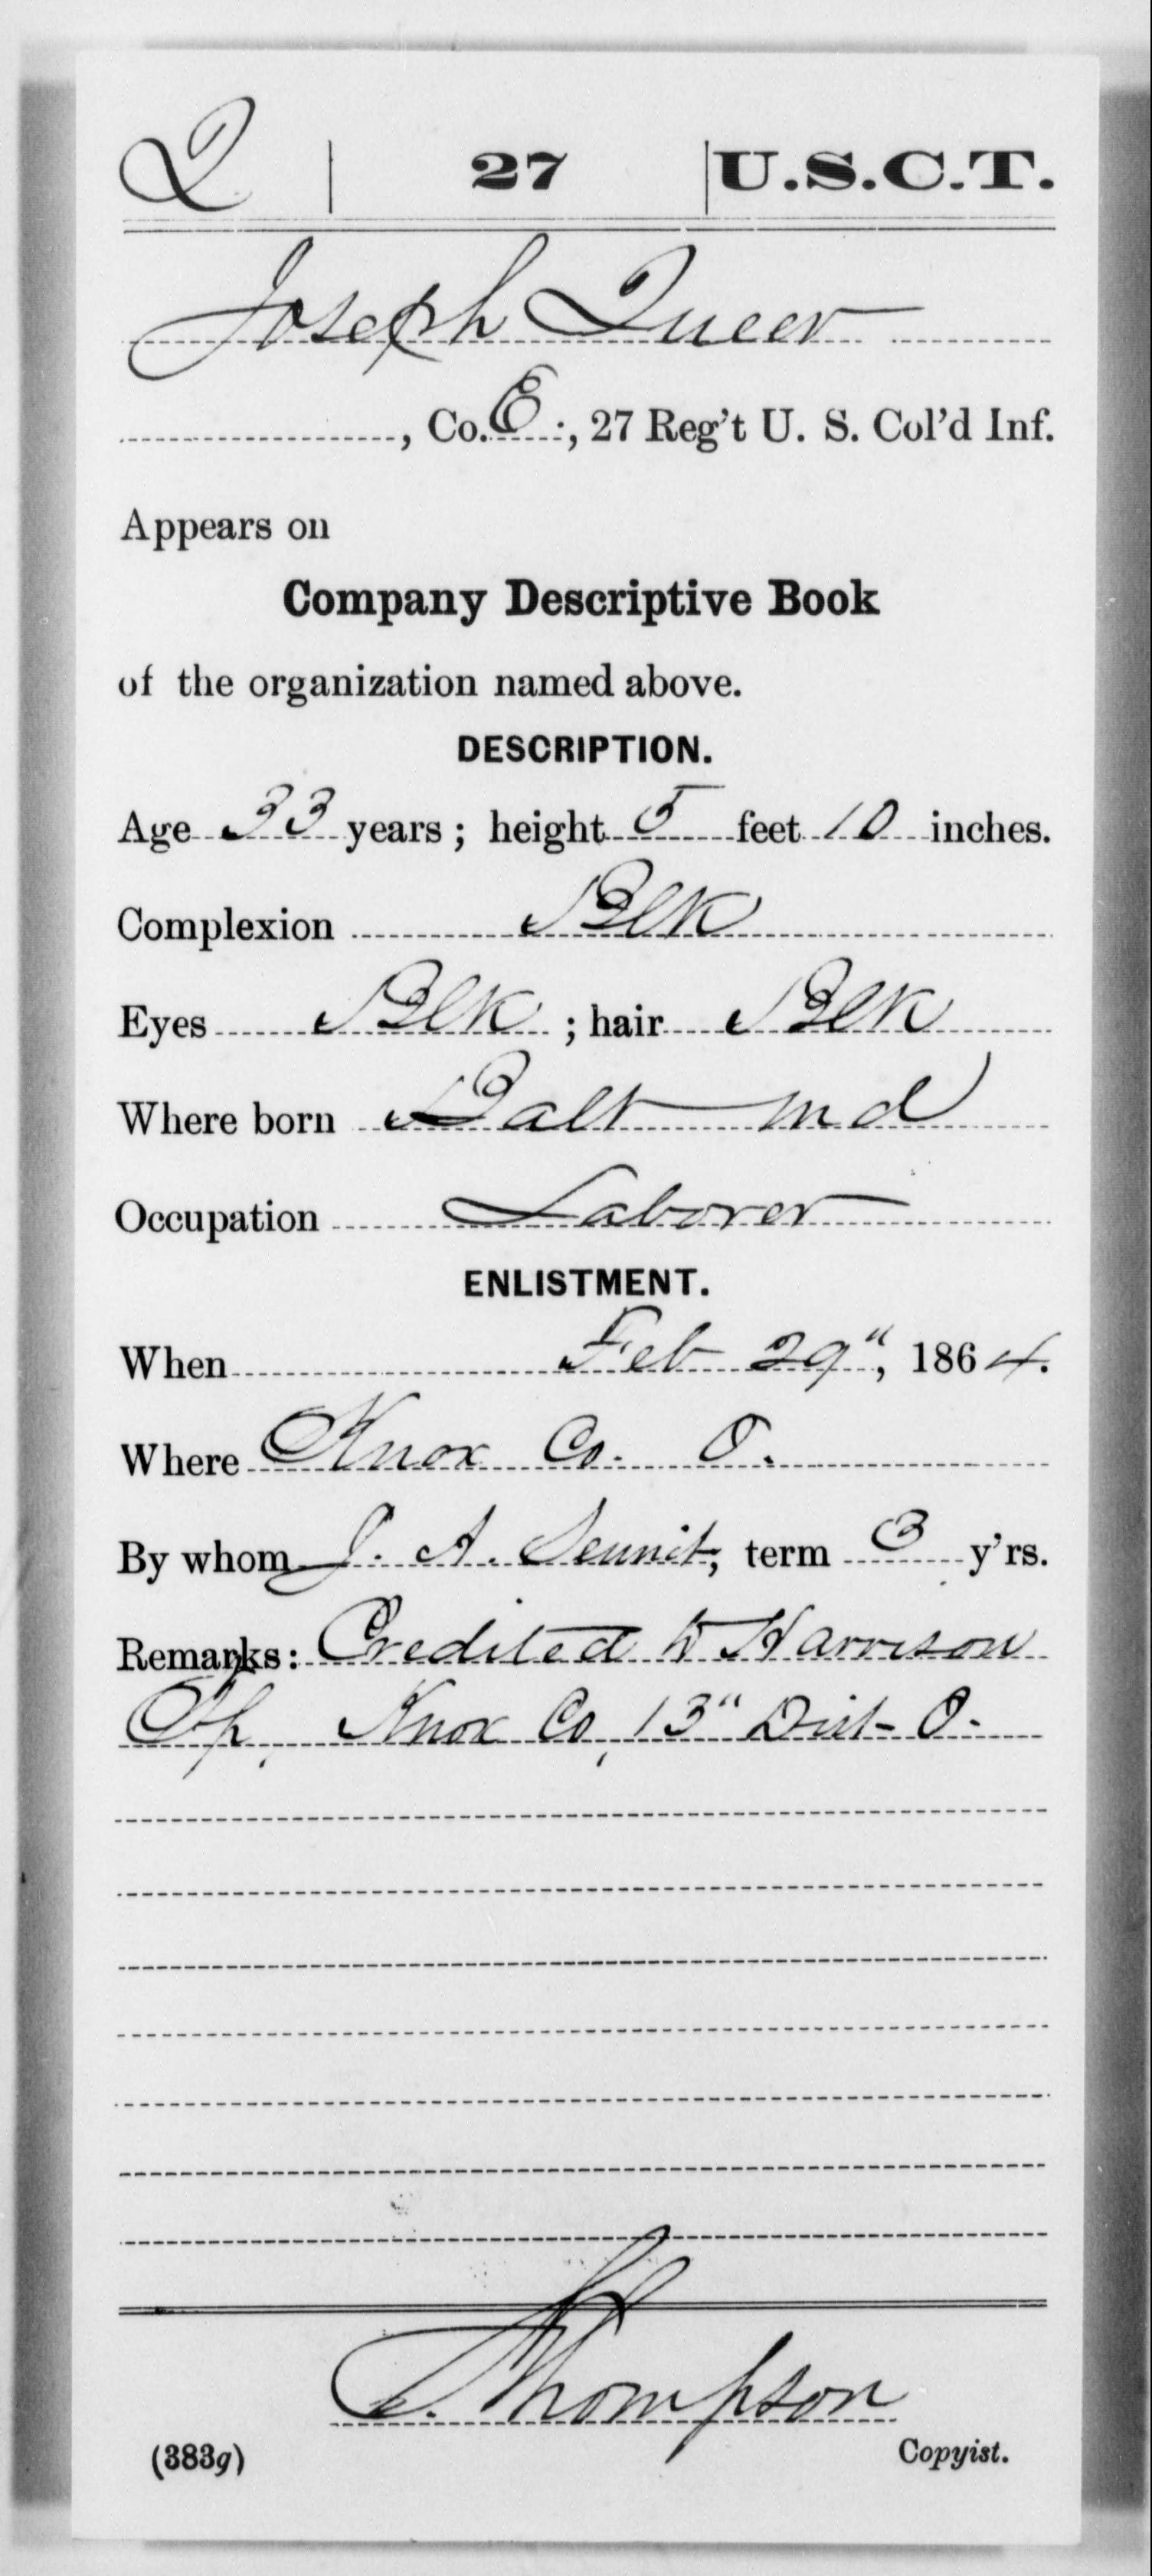 Q | 27 | U.S.C.T.
Joseph Queer
, Co. E ., 27 Reg't U. S. Col'd Inf.
Appears on
Company Descriptive Book
of the organization named above.
DESCRIPTION.
Age 33 years; height 5 feet 10 inches.
Complexion Blk
Eyes Blk ; hair Blk
Where born Balt Md
Occupation Laborer
ENLISTMENT.
When Feb 29", 1864.
Where Knox Co. O.
By whom J. A. Sennit, term 3 y'rs.
Remarks: Credited to Harrison
Tp, Knox Co, 13" Dist- O.
Thompson
(383g) Copyist.